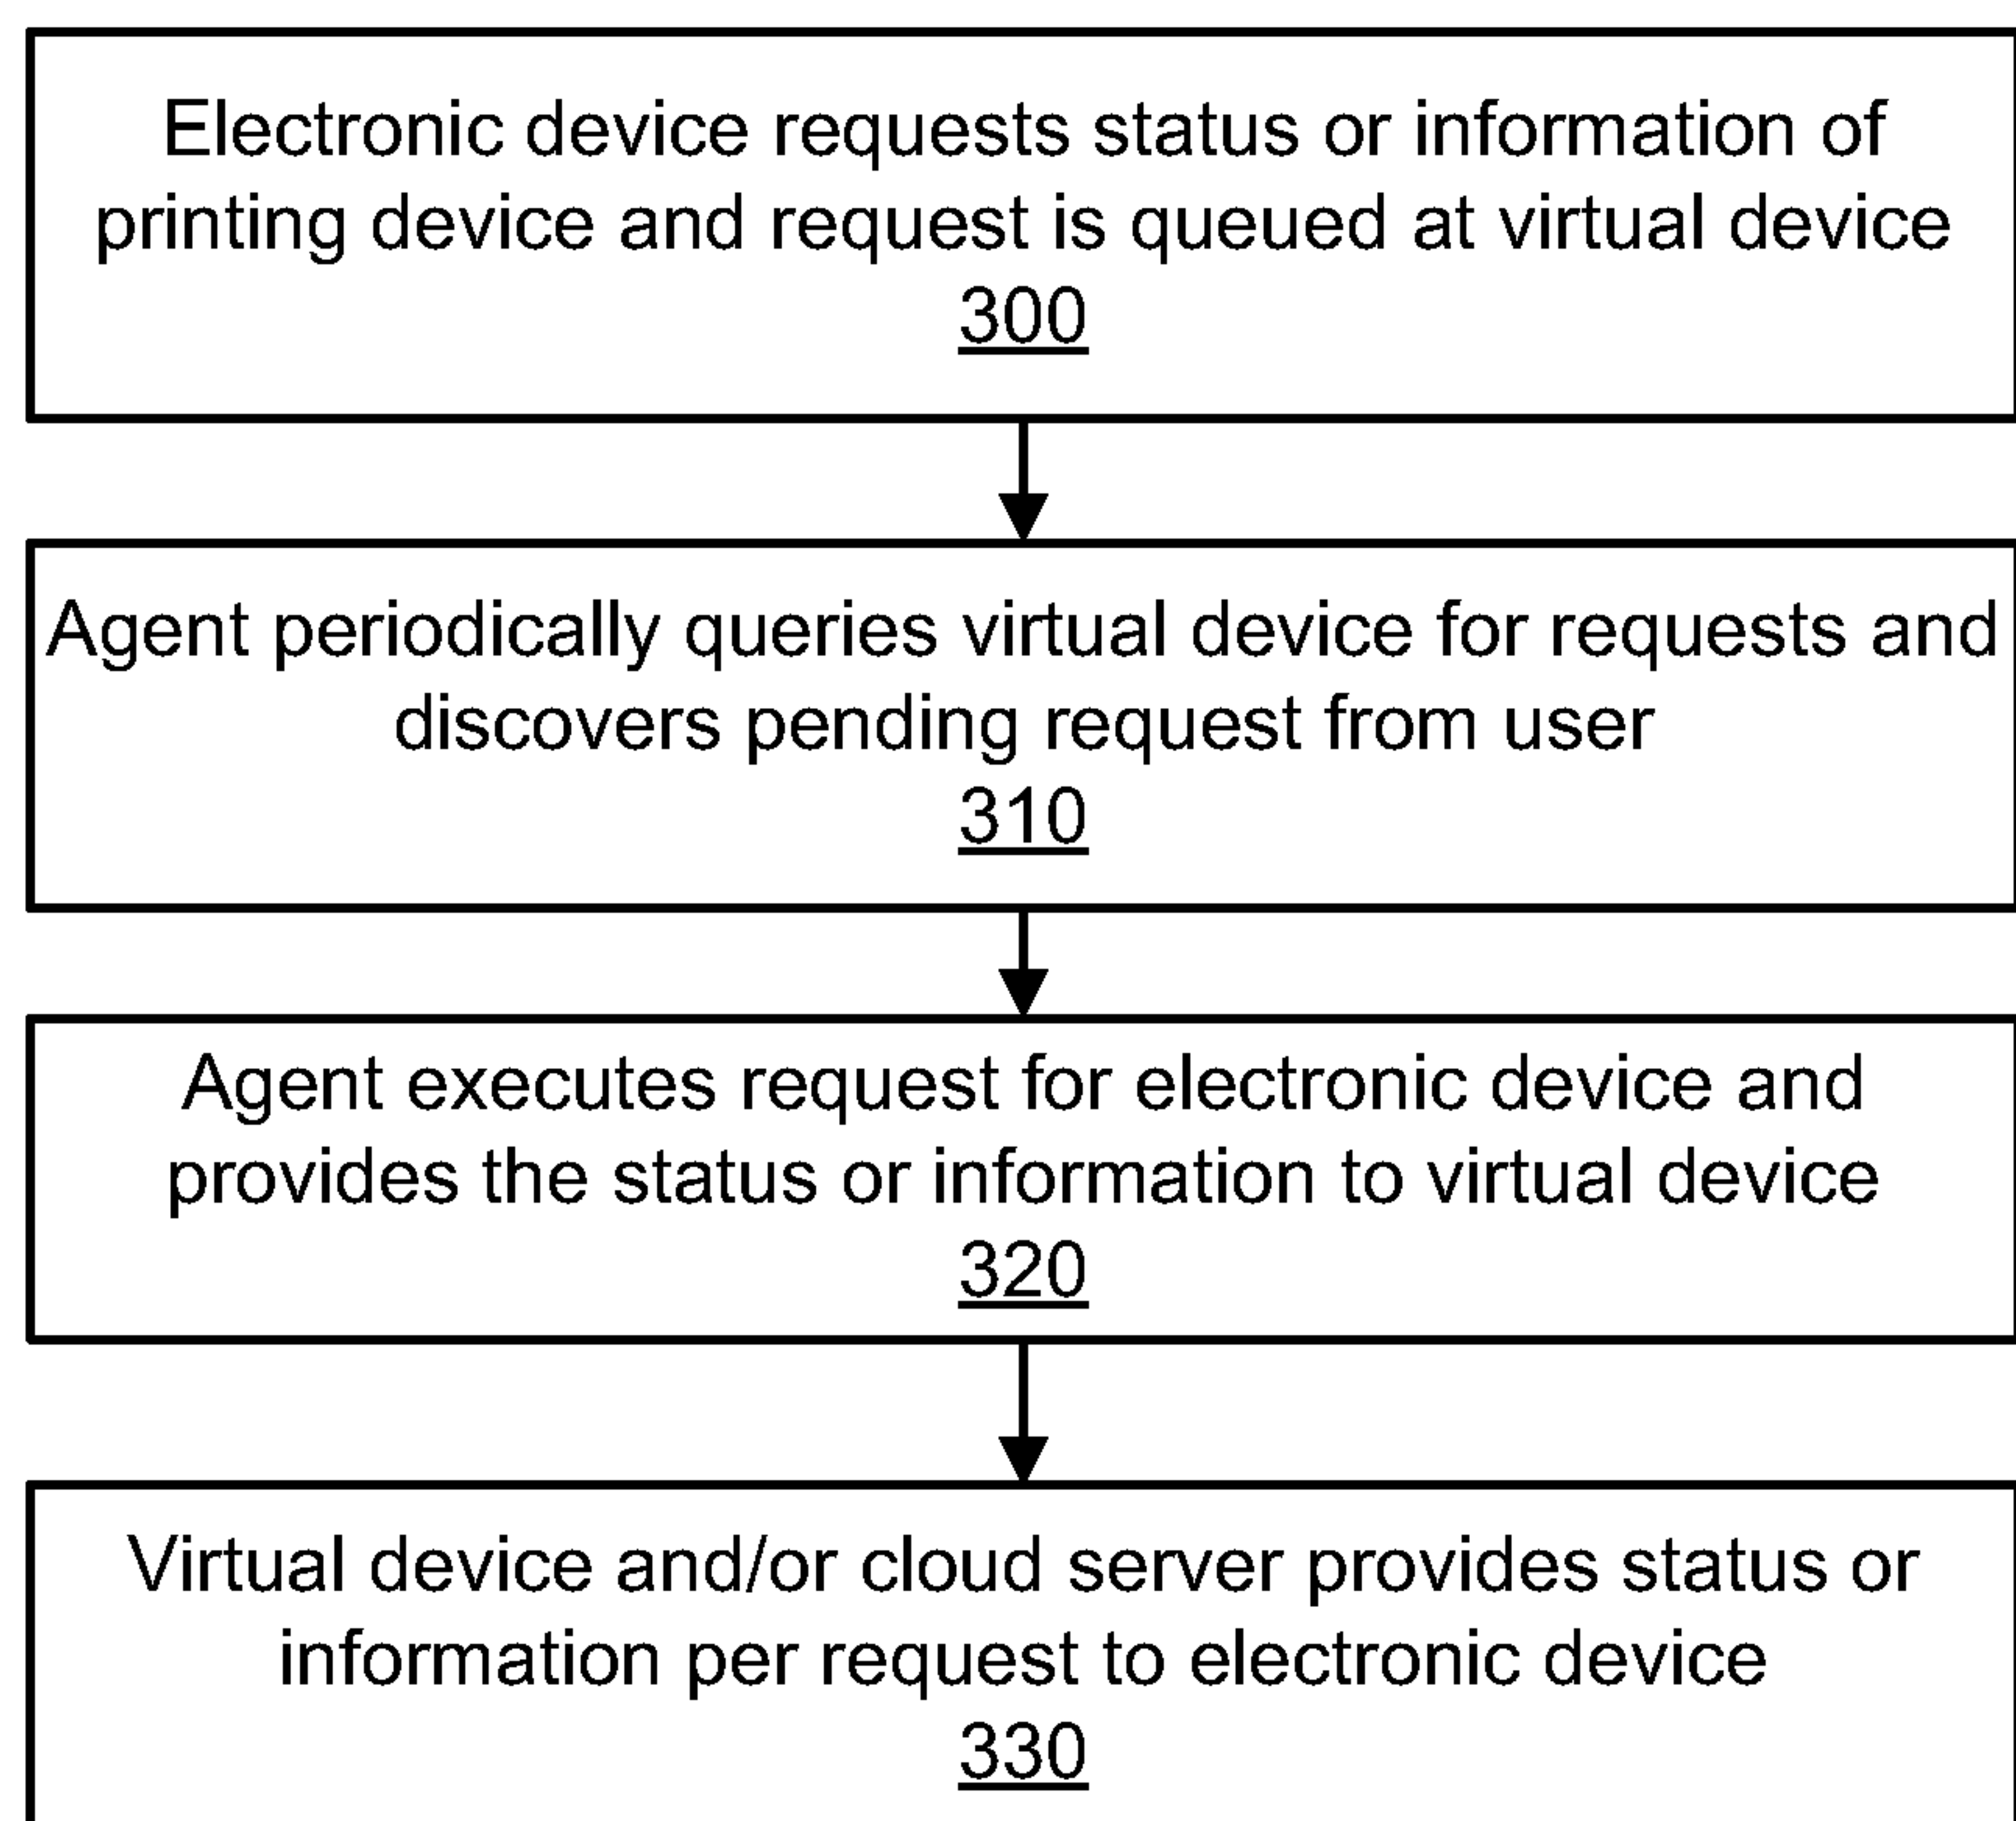 Electronic device requests status or information of
printing device and request is queued at virtual device
300
Agent periodically queries virtual device for requests and
discovers pending request from user
310
Agent executes request for electronic device and
provides the status or information to virtual device
320
Virtual device and/or cloud server provides status or
information per request to electronic device
330